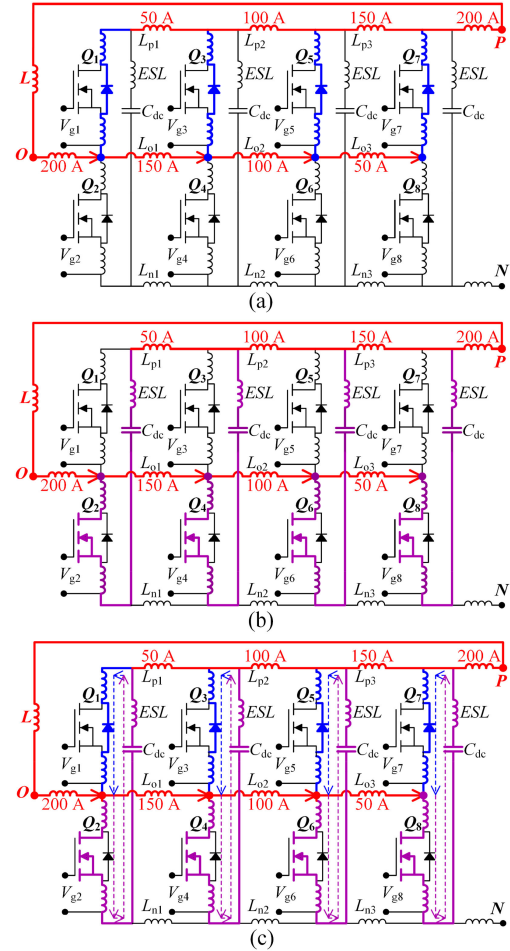 50 A 100 A 150 A 200 A
Q1 Lp1 Q3 Lp2 Q5 Lp3 Q7 P
L ESL ESL ESL ESL
Cdc Cdc Cdc Cdc
Vg1 Vg3 Vg5 Vg7
O Lo1 Lo2 Lo3
200 A Q2 150 A Q4 100 A Q6 50 A Q8
Vg2 Vg4 Vg6 Vg8
Ln1 Ln2 Ln3 N
(a)
50 A 100 A 150 A 200 A
Q1 Lp1 Q3 Lp2 Q5 Lp3 Q7 P
L ESL ESL ESL ESL
Cdc Cdc Cdc Cdc
Vg1 Vg3 Vg5 Vg7
O Lo1 Lo2 Lo3
200 A Q2 150 A Q4 100 A Q6 50 A Q8
Vg2 Vg4 Vg6 Vg8
Ln1 Ln2 Ln3 N
(b)
50 A 100 A 150 A 200 A
Q1 Lp1 Q3 Lp2 Q5 Lp3 Q7 P
L ESL ESL ESL ESL
Cdc Cdc Cdc Cdc
Vg1 Vg3 Vg5 Vg7
O Lo1 Lo2 Lo3
200 A Q2 150 A Q4 100 A Q6 50 A Q8
Vg2 Vg4 Vg6 Vg8
Ln1 Ln2 Ln3 N
(c)